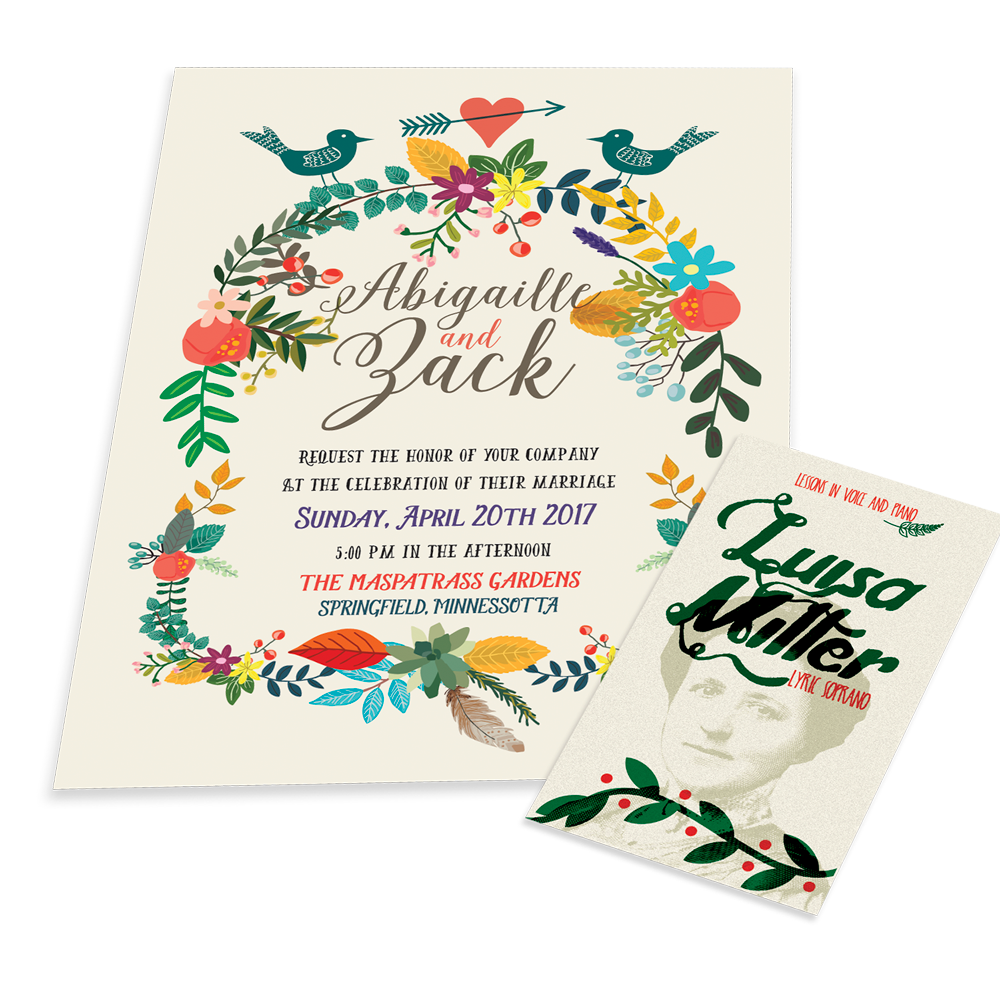 Abigaille
and
Zack
REQUEST THE HONOR OF YOUR COMPANY
AT THE CELEBRATION OF THEIR MARRIAGE
SUNDAY, APRIL 20TH 2017
5:00 PM IN THE AFTERNOON
THE MASPATRASS GARDENS
SPRINGFIELD, MINNESSOTTA
LESSONS IN VOICE AND PIANO
Luisa
Miller
LYRIC SOPRANO